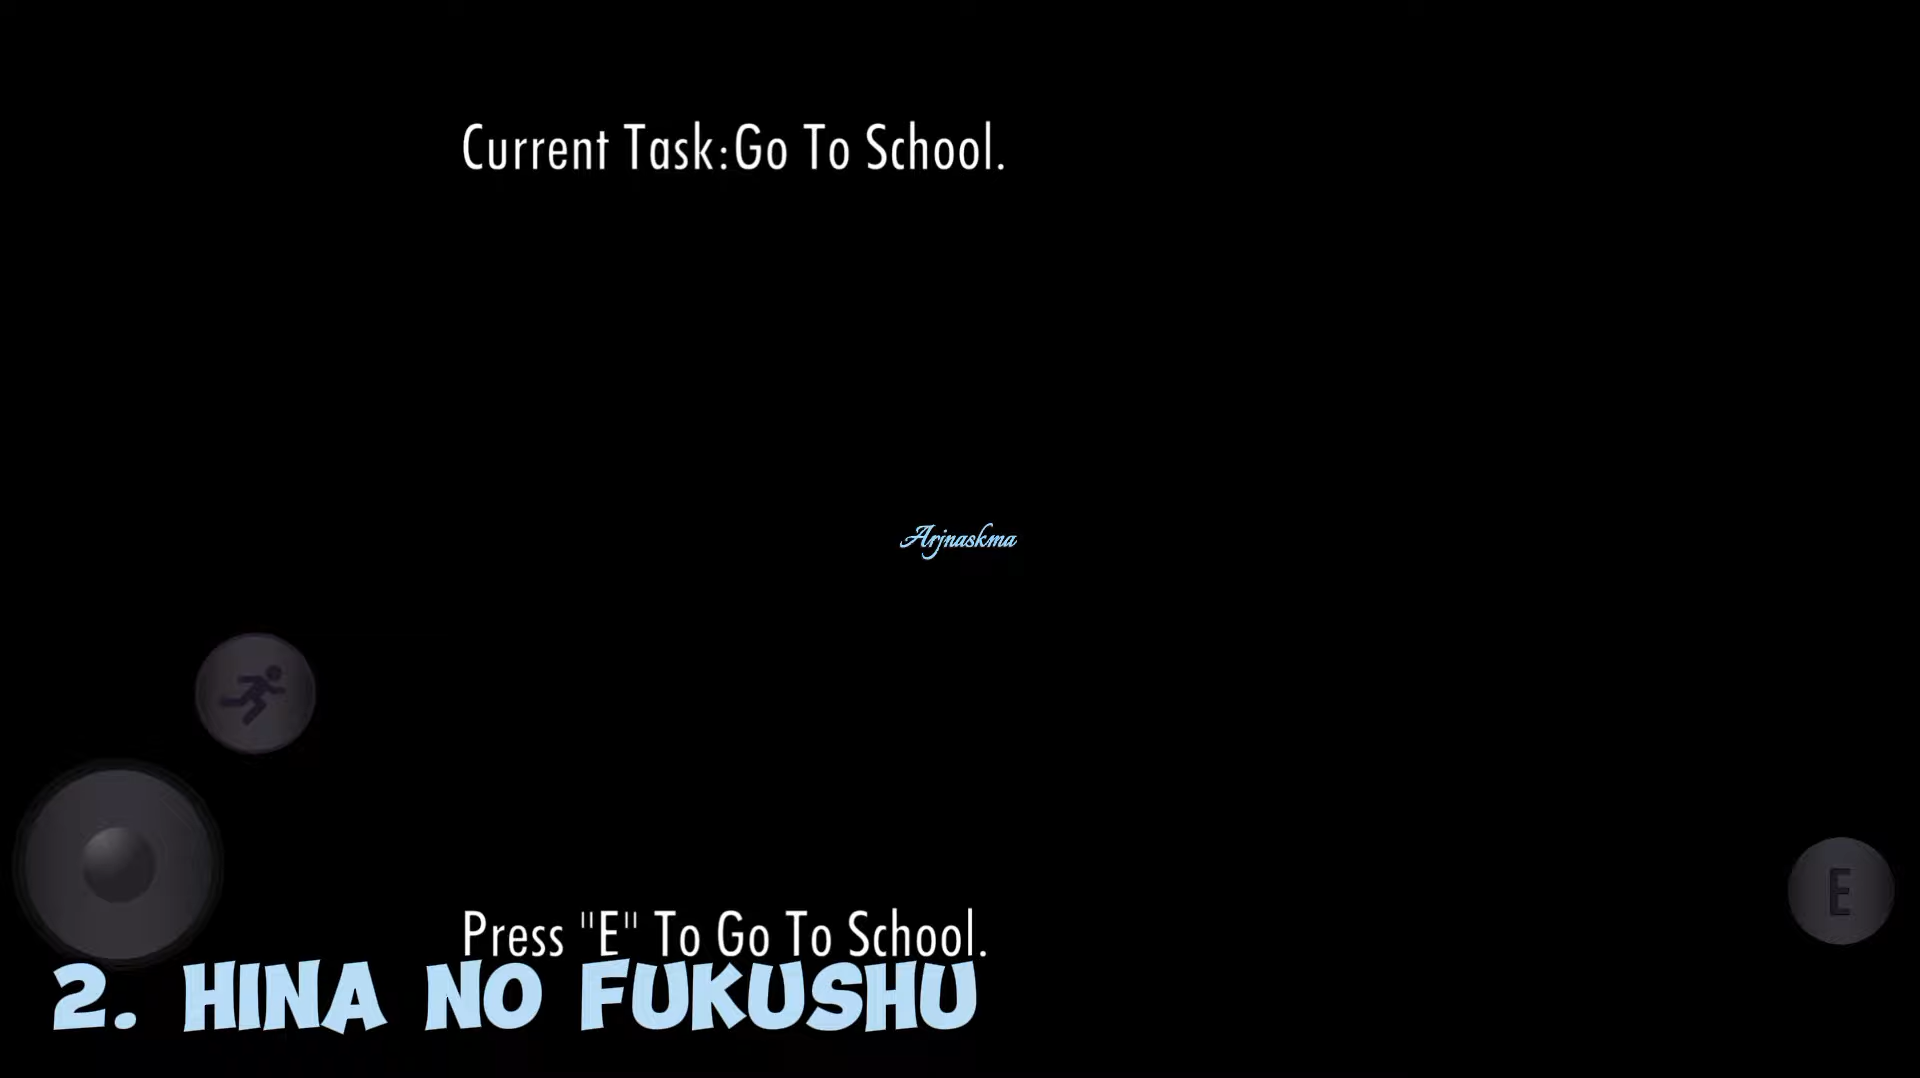 Current Task:Go To School.
Arjnaskma
E
Press "E" To Go To School.
2. HINA NO FUKUSHU